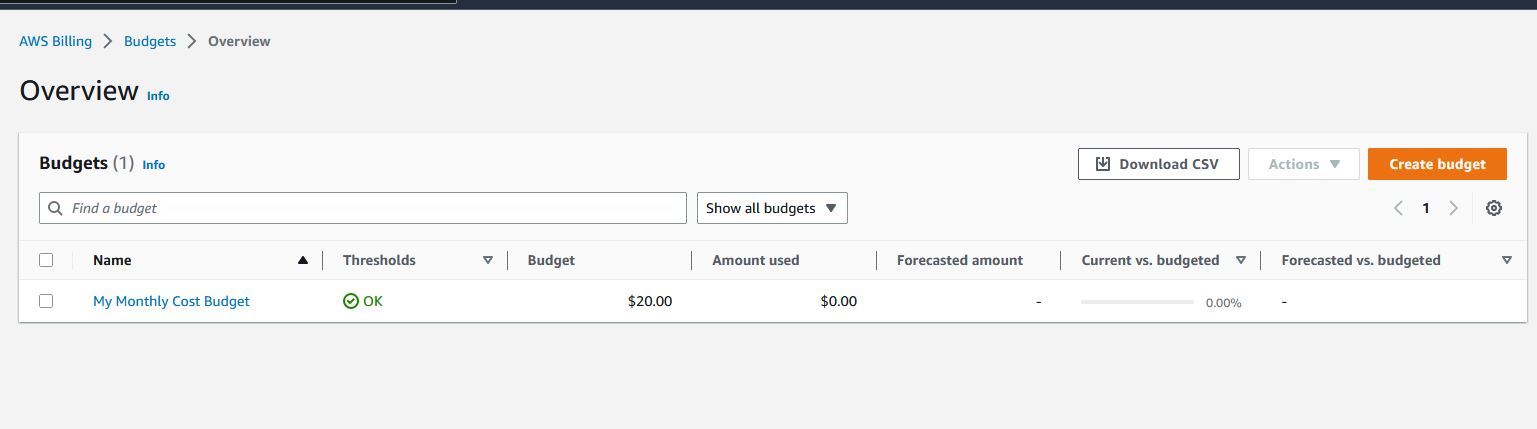 AWS Billing > Budgets > Overview
Overview Info
Budgets (1) Info Download CSV Actions Create budget
Find a budget Show all budgets 1
Name Thresholds Budget Amount used Forecasted amount Current vs. budgeted Forecasted vs. budgeted
My Monthly Cost Budget OK $20.00 $0.00 - 0.00% -